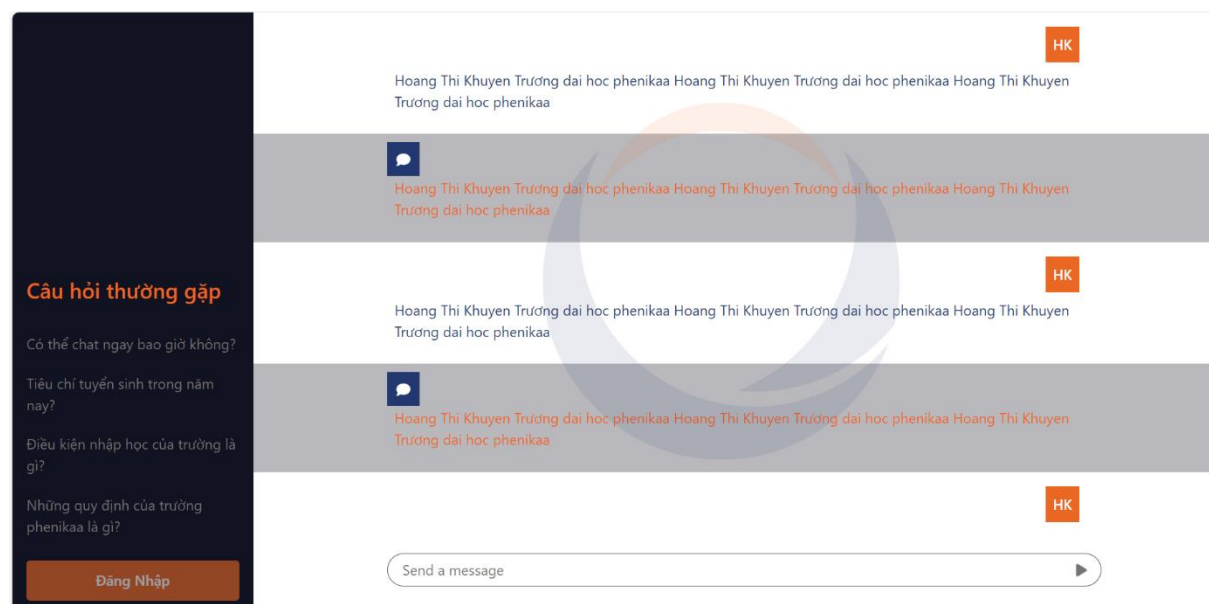 Câu hỏi thường gặp
Có thể chat ngay bao giờ không?
Tiêu chí tuyển sinh trong năm
nay?
Điều kiện nhập học của trường là
gì?
Những quy định của trường
phenikaa là gì?
Đăng Nhập
HK
Hoang Thi Khuyen Trương dai hoc phenikaa Hoang Thi Khuyen Trương dai hoc phenikaa Hoang Thi Khuyen
Trương dai hoc phenikaa
Hoang Thi Khuyen Trương dai hoc phenikaa Hoang Thi Khuyen Trương dai hoc phenikaa Hoang Thi Khuyen
Trương dai hoc phenikaa
HK
Hoang Thi Khuyen Trương dai hoc phenikaa Hoang Thi Khuyen Trương dai hoc phenikaa Hoang Thi Khuyen
Trương dai hoc phenikaa
Hoang Thi Khuyen Trương dai hoc phenikaa Hoang Thi Khuyen Trương dai hoc phenikaa Hoang Thi Khuyen
Trương dai hoc phenikaa
HK
Send a message